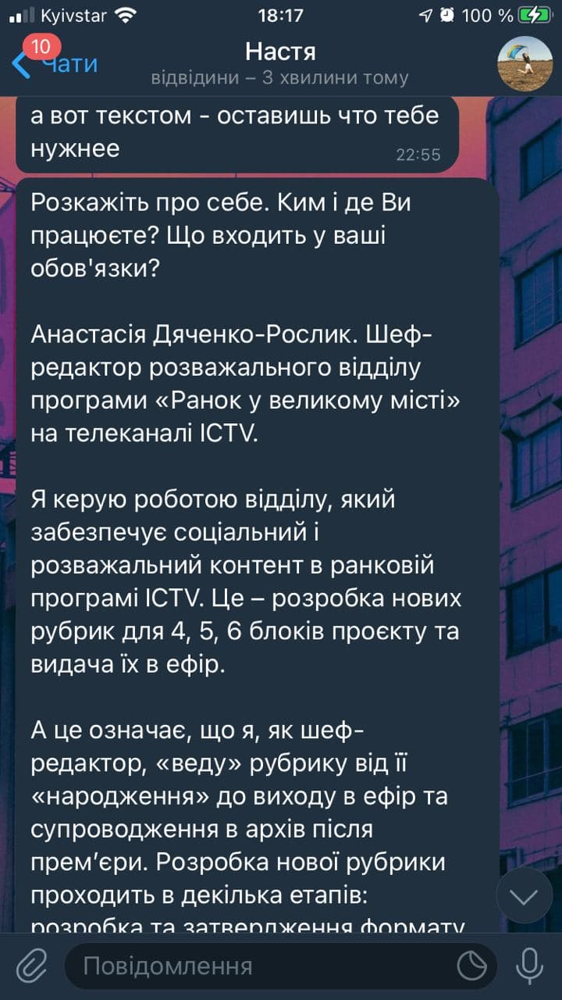 Kyivstar
18:17
100 %
10
Чати
Настя
відвідини – 3 хвилини тому
а вот текстом - оставишь что тебе
нужнее
22:55
Розкажіть про себе. Ким і де Ви
працюєте? Що входить у ваші
обов'язки?
Анастасія Дяченко-Рослик. Шеф-
редактор розважального відділу
програми «Ранок у великому місті»
на телеканалі ICTV.
Я керую роботою відділу, який
забезпечує соціальний і
розважальний контент в ранковій
програмі ICTV. Це – розробка нових
рубрик для 4, 5, 6 блоків проєкту та
видача їх в ефір.
А це означає, що я, як шеф-
редактор, «веду» рубрику від її
«народження» до виходу в ефір та
супроводження в архів після
прем’єри. Розробка нової рубрики
проходить в декілька етапів:
розробка та затвердження формату
Повідомлення